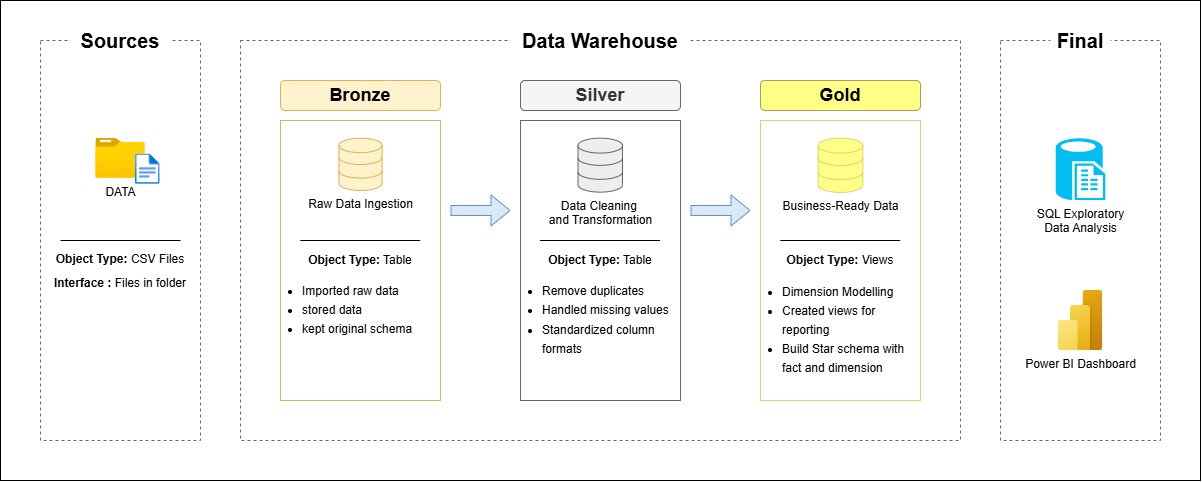 Sources
DATA
Object Type: CSV Files
Interface : Files in folder
Data Warehouse
Bronze
Raw Data Ingestion
Object Type: Table
Imported raw data
stored data
kept original schema
Silver
Data Cleaning
and Transformation
Object Type: Table
Remove duplicates
Handled missing values
Standardized column
formats
Gold
Business-Ready Data
Object Type: Views
Dimension Modelling
Created views for
reporting
Build Star schema with
fact and dimension
Final
SQL Exploratory
Data Analysis
Power BI Dashboard